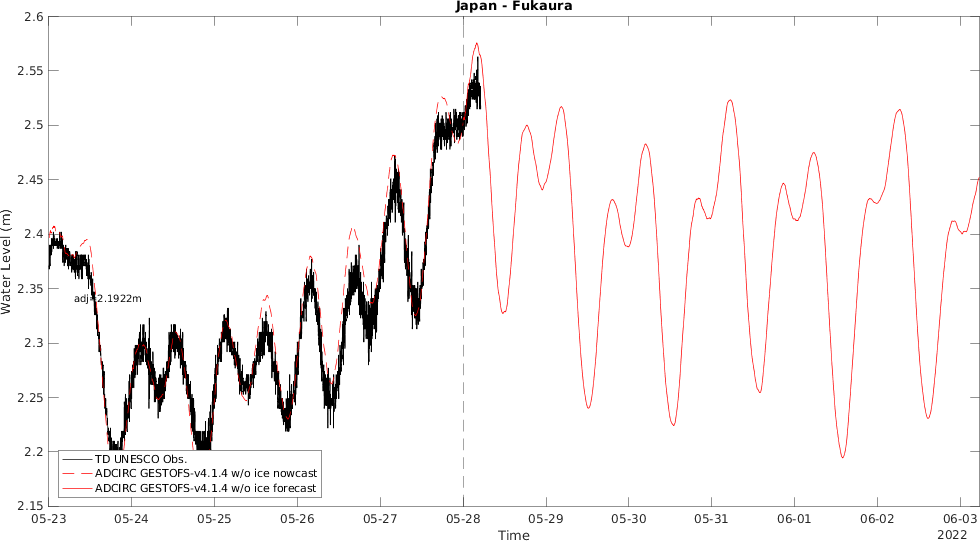 Japan - Fukaura
2.6
2.55
2.5
2.45
2.4
2.35
2.3
2.25
2.2
2.15
Water Level (m)
adj=2.1922m
TD UNESCO Obs.
ADCIRC GESTOFS-v4.1.4 w/o ice nowcast
ADCIRC GESTOFS-v4.1.4 w/o ice forecast
05-23 05-24 05-25 05-26 05-27 05-28 05-29 05-30 05-31 06-01 06-02 06-03
Time
2022